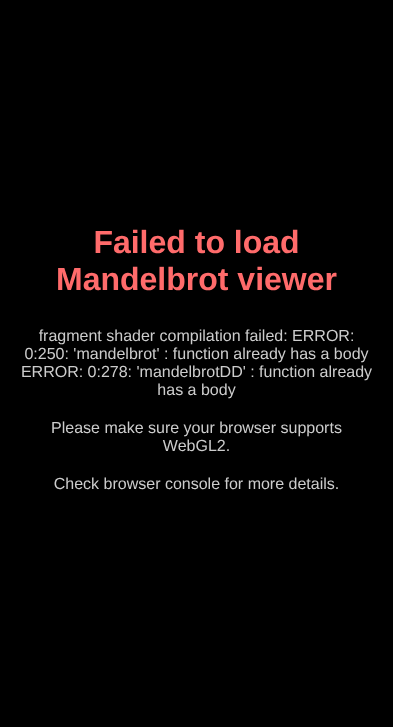 Failed to load
Mandelbrot viewer
fragment shader compilation failed: ERROR:
0:250: 'mandelbrot' : function already has a body
ERROR: 0:278: 'mandelbrotDD' : function already
has a body
Please make sure your browser supports
WebGL2.
Check browser console for more details.